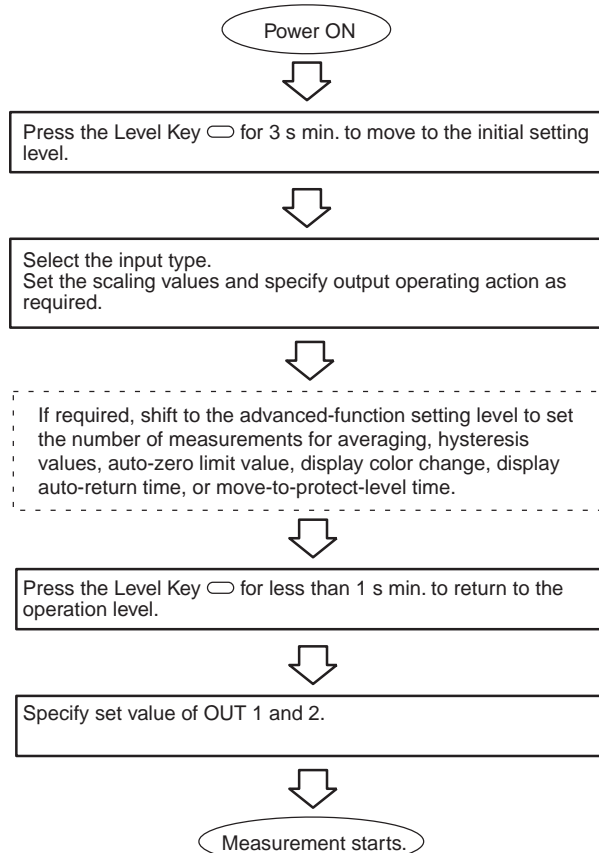 Power ON
Press the Level Key for 3 s min. to move to the initial setting
level.
Select the input type.
Set the scaling values and specify output operating action as
required.
If required, shift to the advanced-function setting level to set
the number of measurements for averaging, hysteresis
values, auto-zero limit value, display color change, display
auto-return time, or move-to-protect-level time.
Press the Level Key for less than 1 s min. to return to the
operation level.
Specify set value of OUT 1 and 2.
Measurement starts.